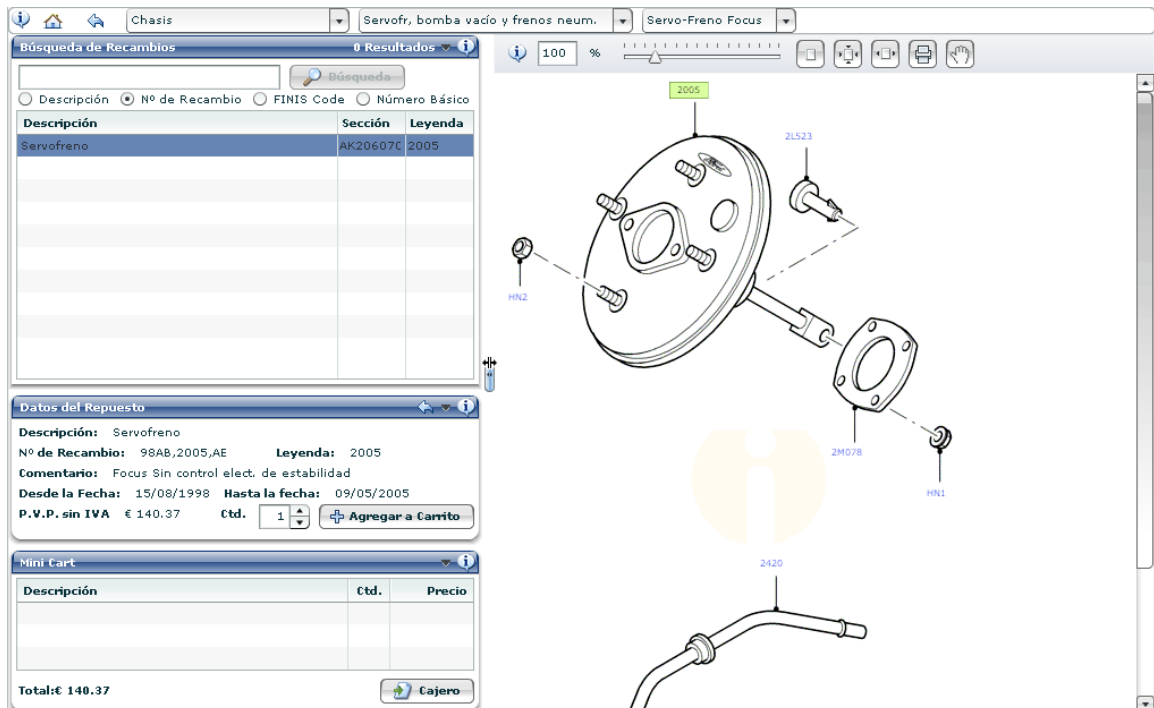 Chasis
Servofr, bomba vacío y frenos neum.
Servo-Freno Focus
Búsqueda de Recambios
0 Resultados
Búsqueda
Descripción
Nº de Recambio
FINIS Code
Número Básico
Descripción Sección Leyenda
Servofreno AK20607C 2005
Datos del Repuesto
Descripción: Servofreno
Nº de Recambio: 98AB,2005,AE Leyenda: 2005
Comentario: Focus Sin control elect. de estabilidad
Desde la Fecha: 15/08/1998 Hasta la fecha: 09/05/2005
P.V.P. sin IVA € 140.37 Ctd. 1 Agregar a Carrito
Mini Cart
Descripción Ctd. Precio
Total:€ 140.37 Cajero
100 %
2005
2L523
HN2
2M078
HN1
2420